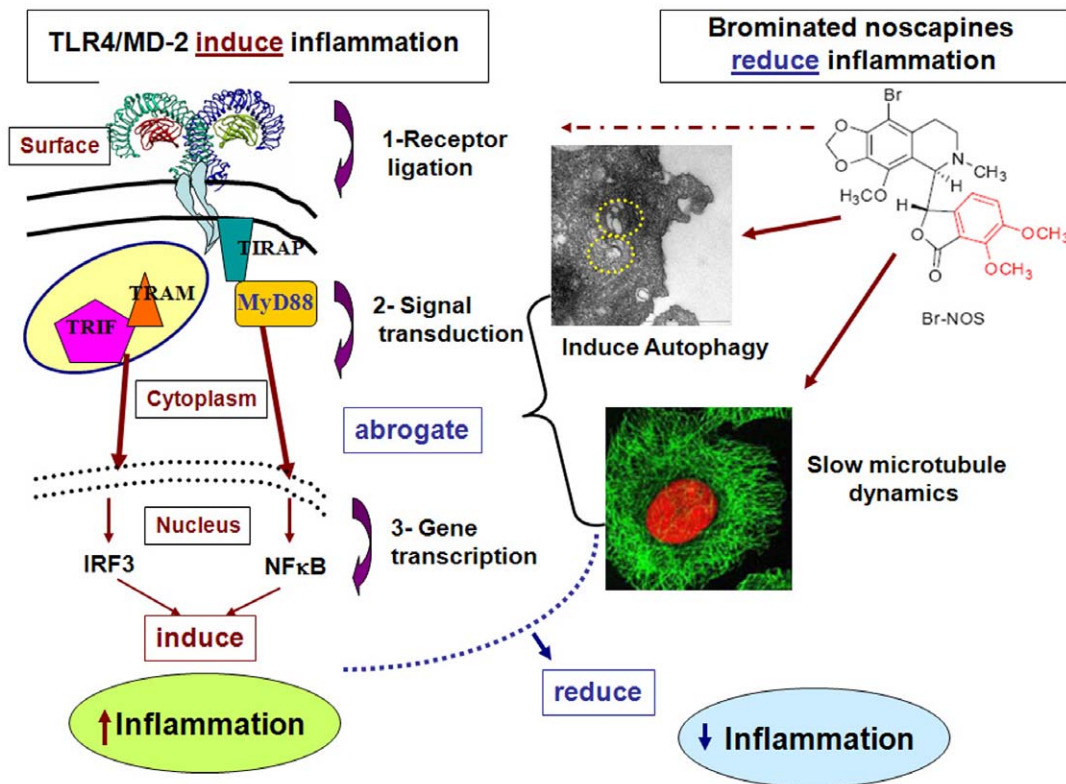 TLR4/MD-2 induce inflammation
Surface
1-Receptor
ligation
TIRAP
TRAM
TRIF
MyD88
2- Signal
transduction
Cytoplasm
abrogate
Nucleus
3- Gene
transcription
IRF3
NFκB
induce
Inflammation
Brominated noscapines
reduce inflammation
Br
O
O
N
CH3
H3CO
H
H
O
O
OCH3
OCH3
Br-NOS
Induce Autophagy
Slow microtubule
dynamics
reduce
Inflammation